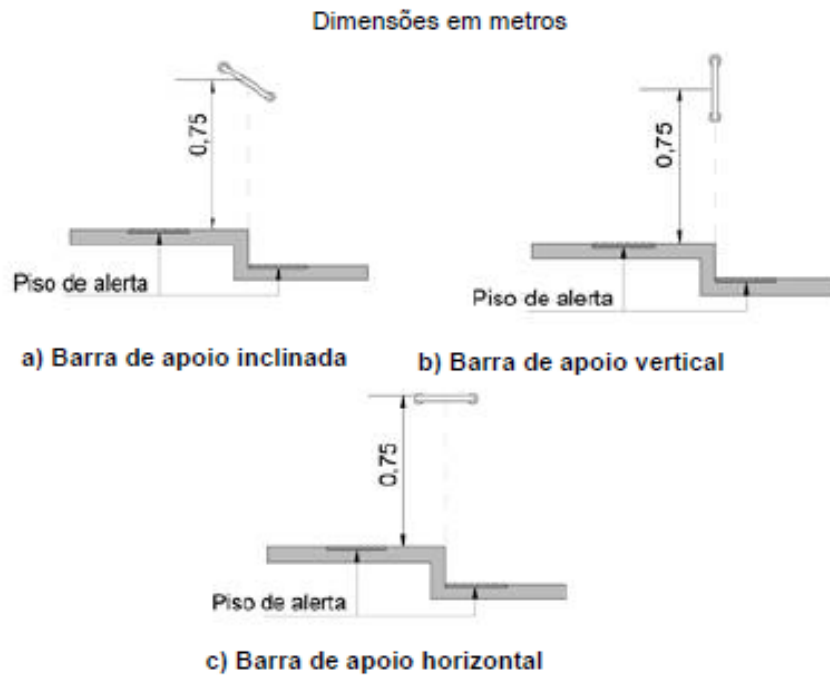 Dimensões em metros
0,75
Piso de alerta
a) Barra de apoio inclinada
0,75
Piso de alerta
b) Barra de apoio vertical
0,75
Piso de alerta
c) Barra de apoio horizontal